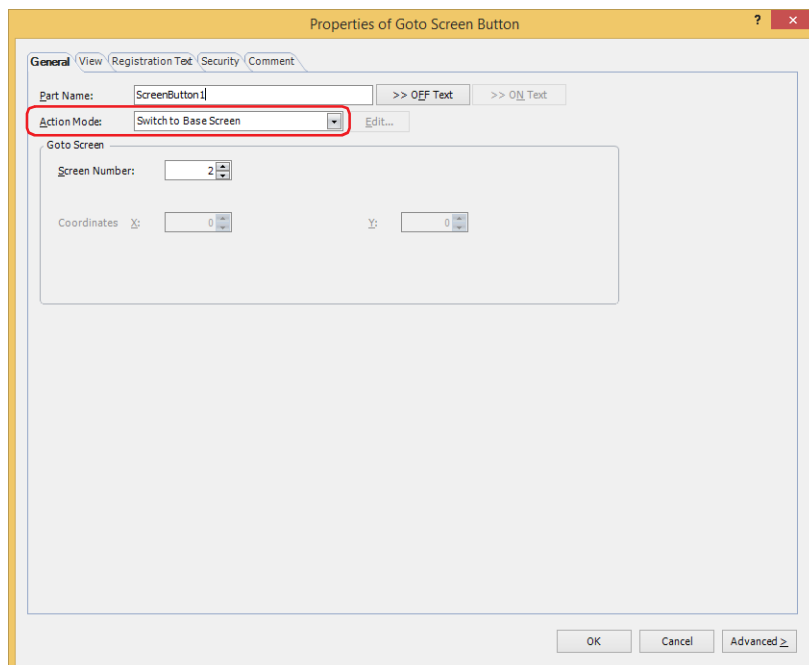 Properties of Goto Screen Button ? ×
General View Registration Text Security Comment
Part Name: ScreenButton1 >> OFF Text >> ON Text
Action Mode: Switch to Base Screen Edit...
Goto Screen
Screen Number: 2
Coordinates X: 0 Y: 0
OK Cancel Advanced >